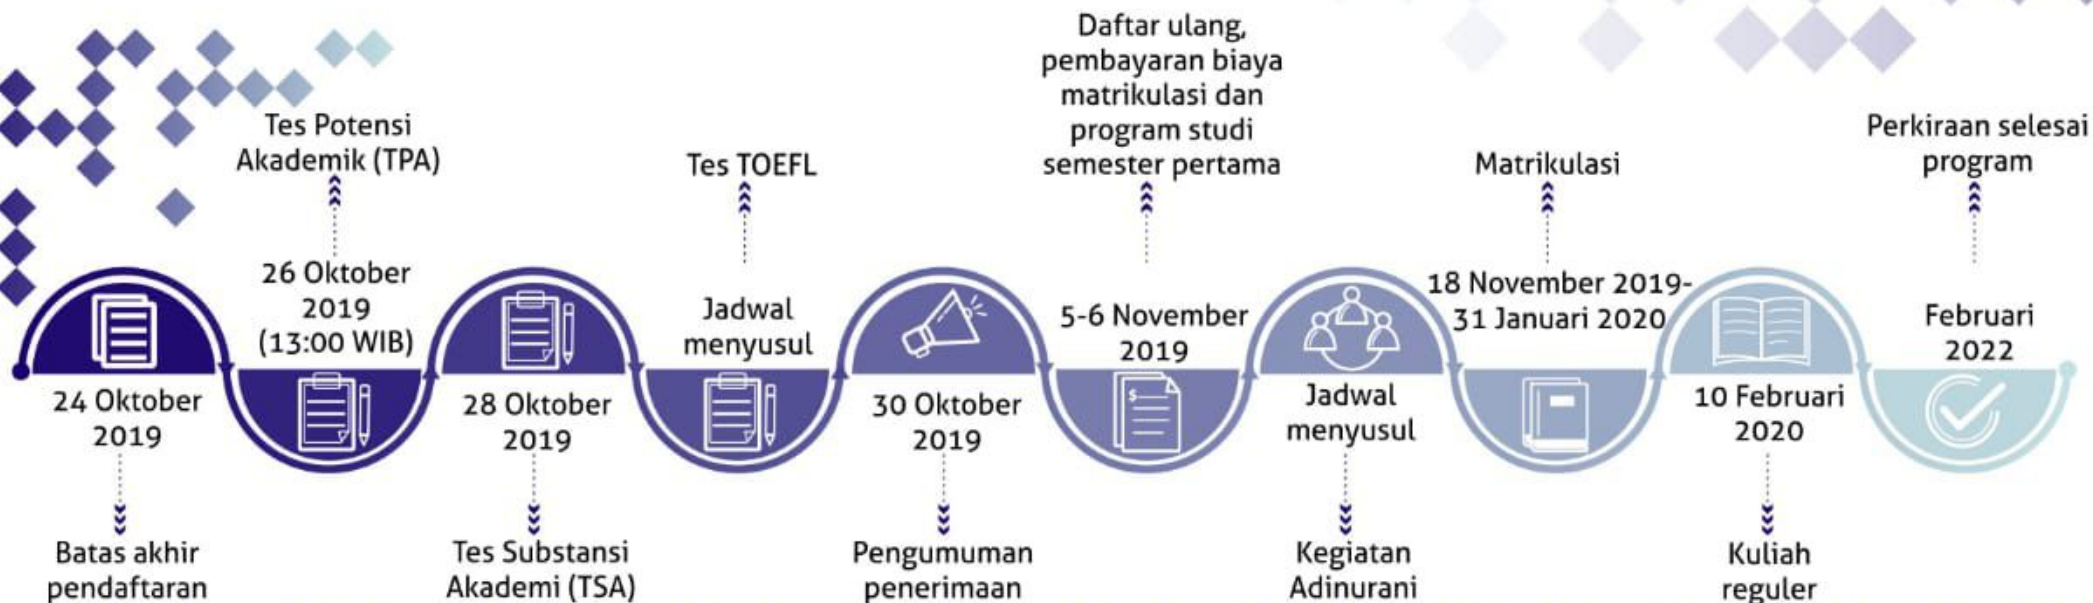 24 Oktober
2019
Batas akhir
pendaftaran
Tes Potensi
Akademik (TPA)
26 Oktober
2019
(13:00 WIB)
28 Oktober
2019
Tes Substansi
Akademi (TSA)
Tes TOEFL
Jadwal
menyusul
30 Oktober
2019
Pengumuman
penerimaan
Daftar ulang,
pembayaran biaya
matrikulasi dan
program studi
semester pertama
5-6 November
2019
Jadwal
menyusul
Kegiatan
Adinurani
Matrikulasi
18 November 2019-
31 Januari 2020
10 Februari
2020
Kuliah
reguler
Perkiraan selesai
program
Februari
2022
$